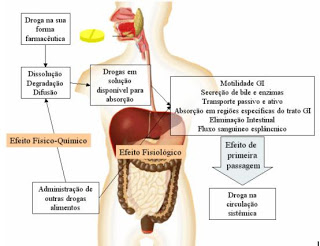 Droga na sua
forma
farmacêutica
Dissolução
Degradação
Difusão
Drogas em
solução
disponível para
absorção
Motilidade GI
Secreção de bile e enzimas
Transporte passivo e ativo
Absorção em regiões específicas do trato GI
Eliminação Intestinal
Fluxo sanguíneo esplâncnico
Efeito Físico-Químico
Efeito Fisiológico
Efeito de
primeira
passagem
Administração de
outras drogas
alimentos
Droga na
circulação
sistêmica